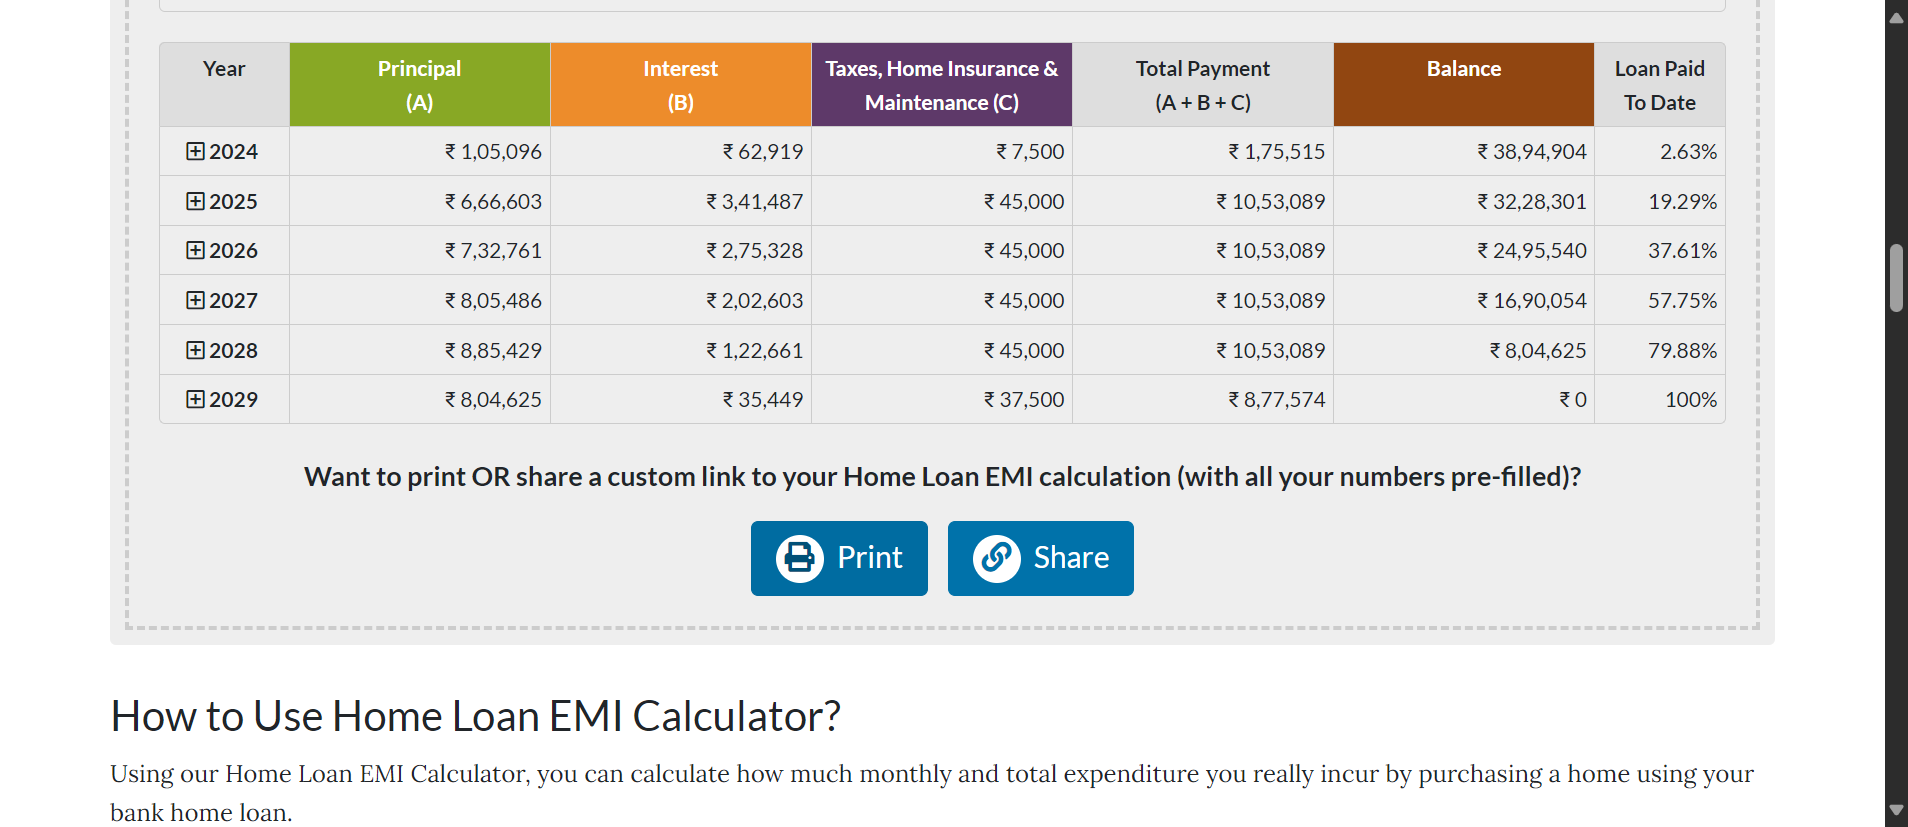 Year Principal (A) Interest (B) Taxes, Home Insurance & Maintenance (C) Total Payment (A + B + C) Balance Loan Paid To Date
2024 ₹ 1,05,096 ₹ 62,919 ₹ 7,500 ₹ 1,75,515 ₹ 38,94,904 2.63%
2025 ₹ 6,66,603 ₹ 3,41,487 ₹ 45,000 ₹ 10,53,089 ₹ 32,28,301 19.29%
2026 ₹ 7,32,761 ₹ 2,75,328 ₹ 45,000 ₹ 10,53,089 ₹ 24,95,540 37.61%
2027 ₹ 8,05,486 ₹ 2,02,603 ₹ 45,000 ₹ 10,53,089 ₹ 16,90,054 57.75%
2028 ₹ 8,85,429 ₹ 1,22,661 ₹ 45,000 ₹ 10,53,089 ₹ 8,04,625 79.88%
2029 ₹ 8,04,625 ₹ 35,449 ₹ 37,500 ₹ 8,77,574 ₹ 0 100%
Want to print OR share a custom link to your Home Loan EMI calculation (with all your numbers pre-filled)?
Print Share
How to Use Home Loan EMI Calculator?
Using our Home Loan EMI Calculator, you can calculate how much monthly and total expenditure you really incur by purchasing a home using your
bank home loan.